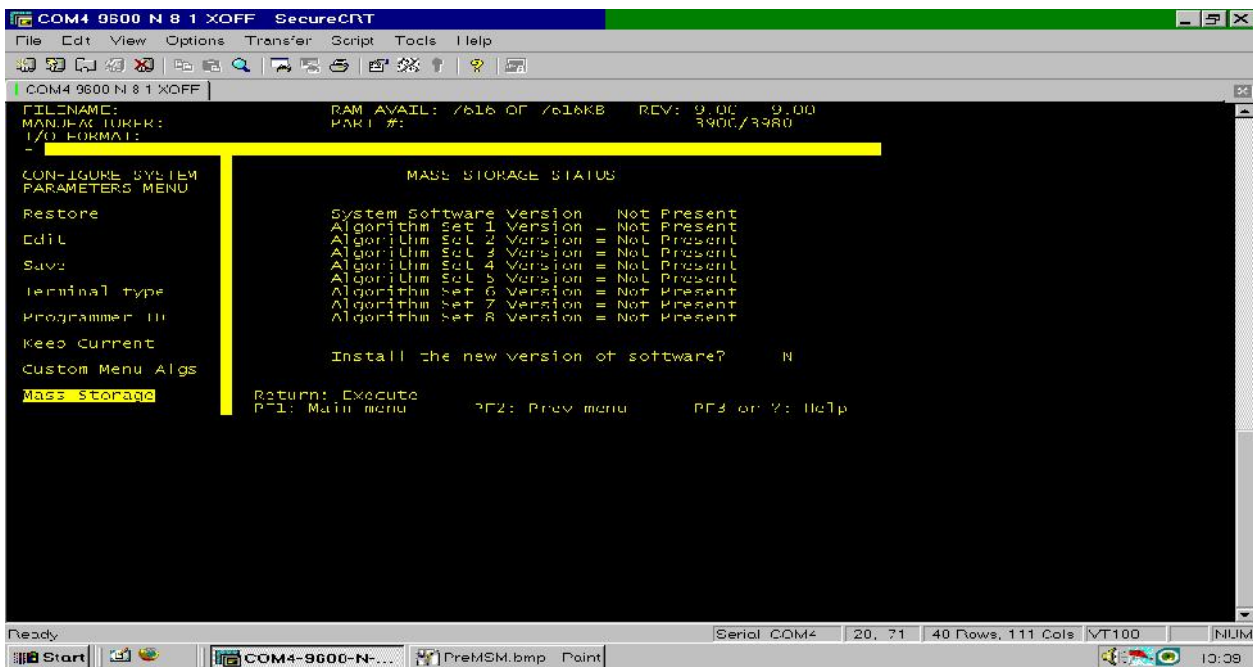 COM4 9600 N 8 1 XOFF SecureCRT
File Edit View Options Transfer Script Tools Help
COM4 9600 N 8 1 XOFF
FILENAME: RAM AVAIL: 7616 OF 7616KB REV: 9.00 9.00
MANUFACTURER: PART #: 3900/3980
I/O FORMAT:
CONFIGURE SYSTEM
PARAMETERS MENU
MASS STORAGE STATUS
Restore
Edit
Save
Terminal type
Programmer ID
Keep Current
Custom Menu Algs
Mass Storage
System Software Version Not Present
Algorithm Set 1 Version = Not Present
Algorithm Set 2 Version = Not Present
Algorithm Set 3 Version = Not Present
Algorithm Set 4 Version = Not Present
Algorithm Set 5 Version = Not Present
Algorithm Set 6 Version = Not Present
Algorithm Set 7 Version = Not Present
Algorithm Set 8 Version = Not Present
Install the new version of software? N
Return: Execute
PF1: Main menu PF2: Prev menu PF3 or ?: Help
Ready Serial COM4 20, 71 40 Rows, 111 Cols VT100 NUM
Start COM4-9600-N-... PreMSM.bmp Paint